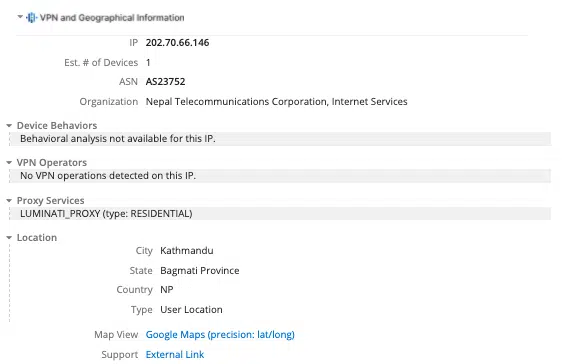 VPN and Geographical Information
IP 202.70.66.146
Est. # of Devices 1
ASN AS23752
Organization Nepal Telecommunications Corporation, Internet Services
Device Behaviors
Behavioral analysis not available for this IP.
VPN Operators
No VPN operations detected on this IP.
Proxy Services
LUMINATI_PROXY (type: RESIDENTIAL)
Location
City Kathmandu
State Bagmati Province
Country NP
Type User Location
Map View Google Maps (precision: lat/long)
Support External Link